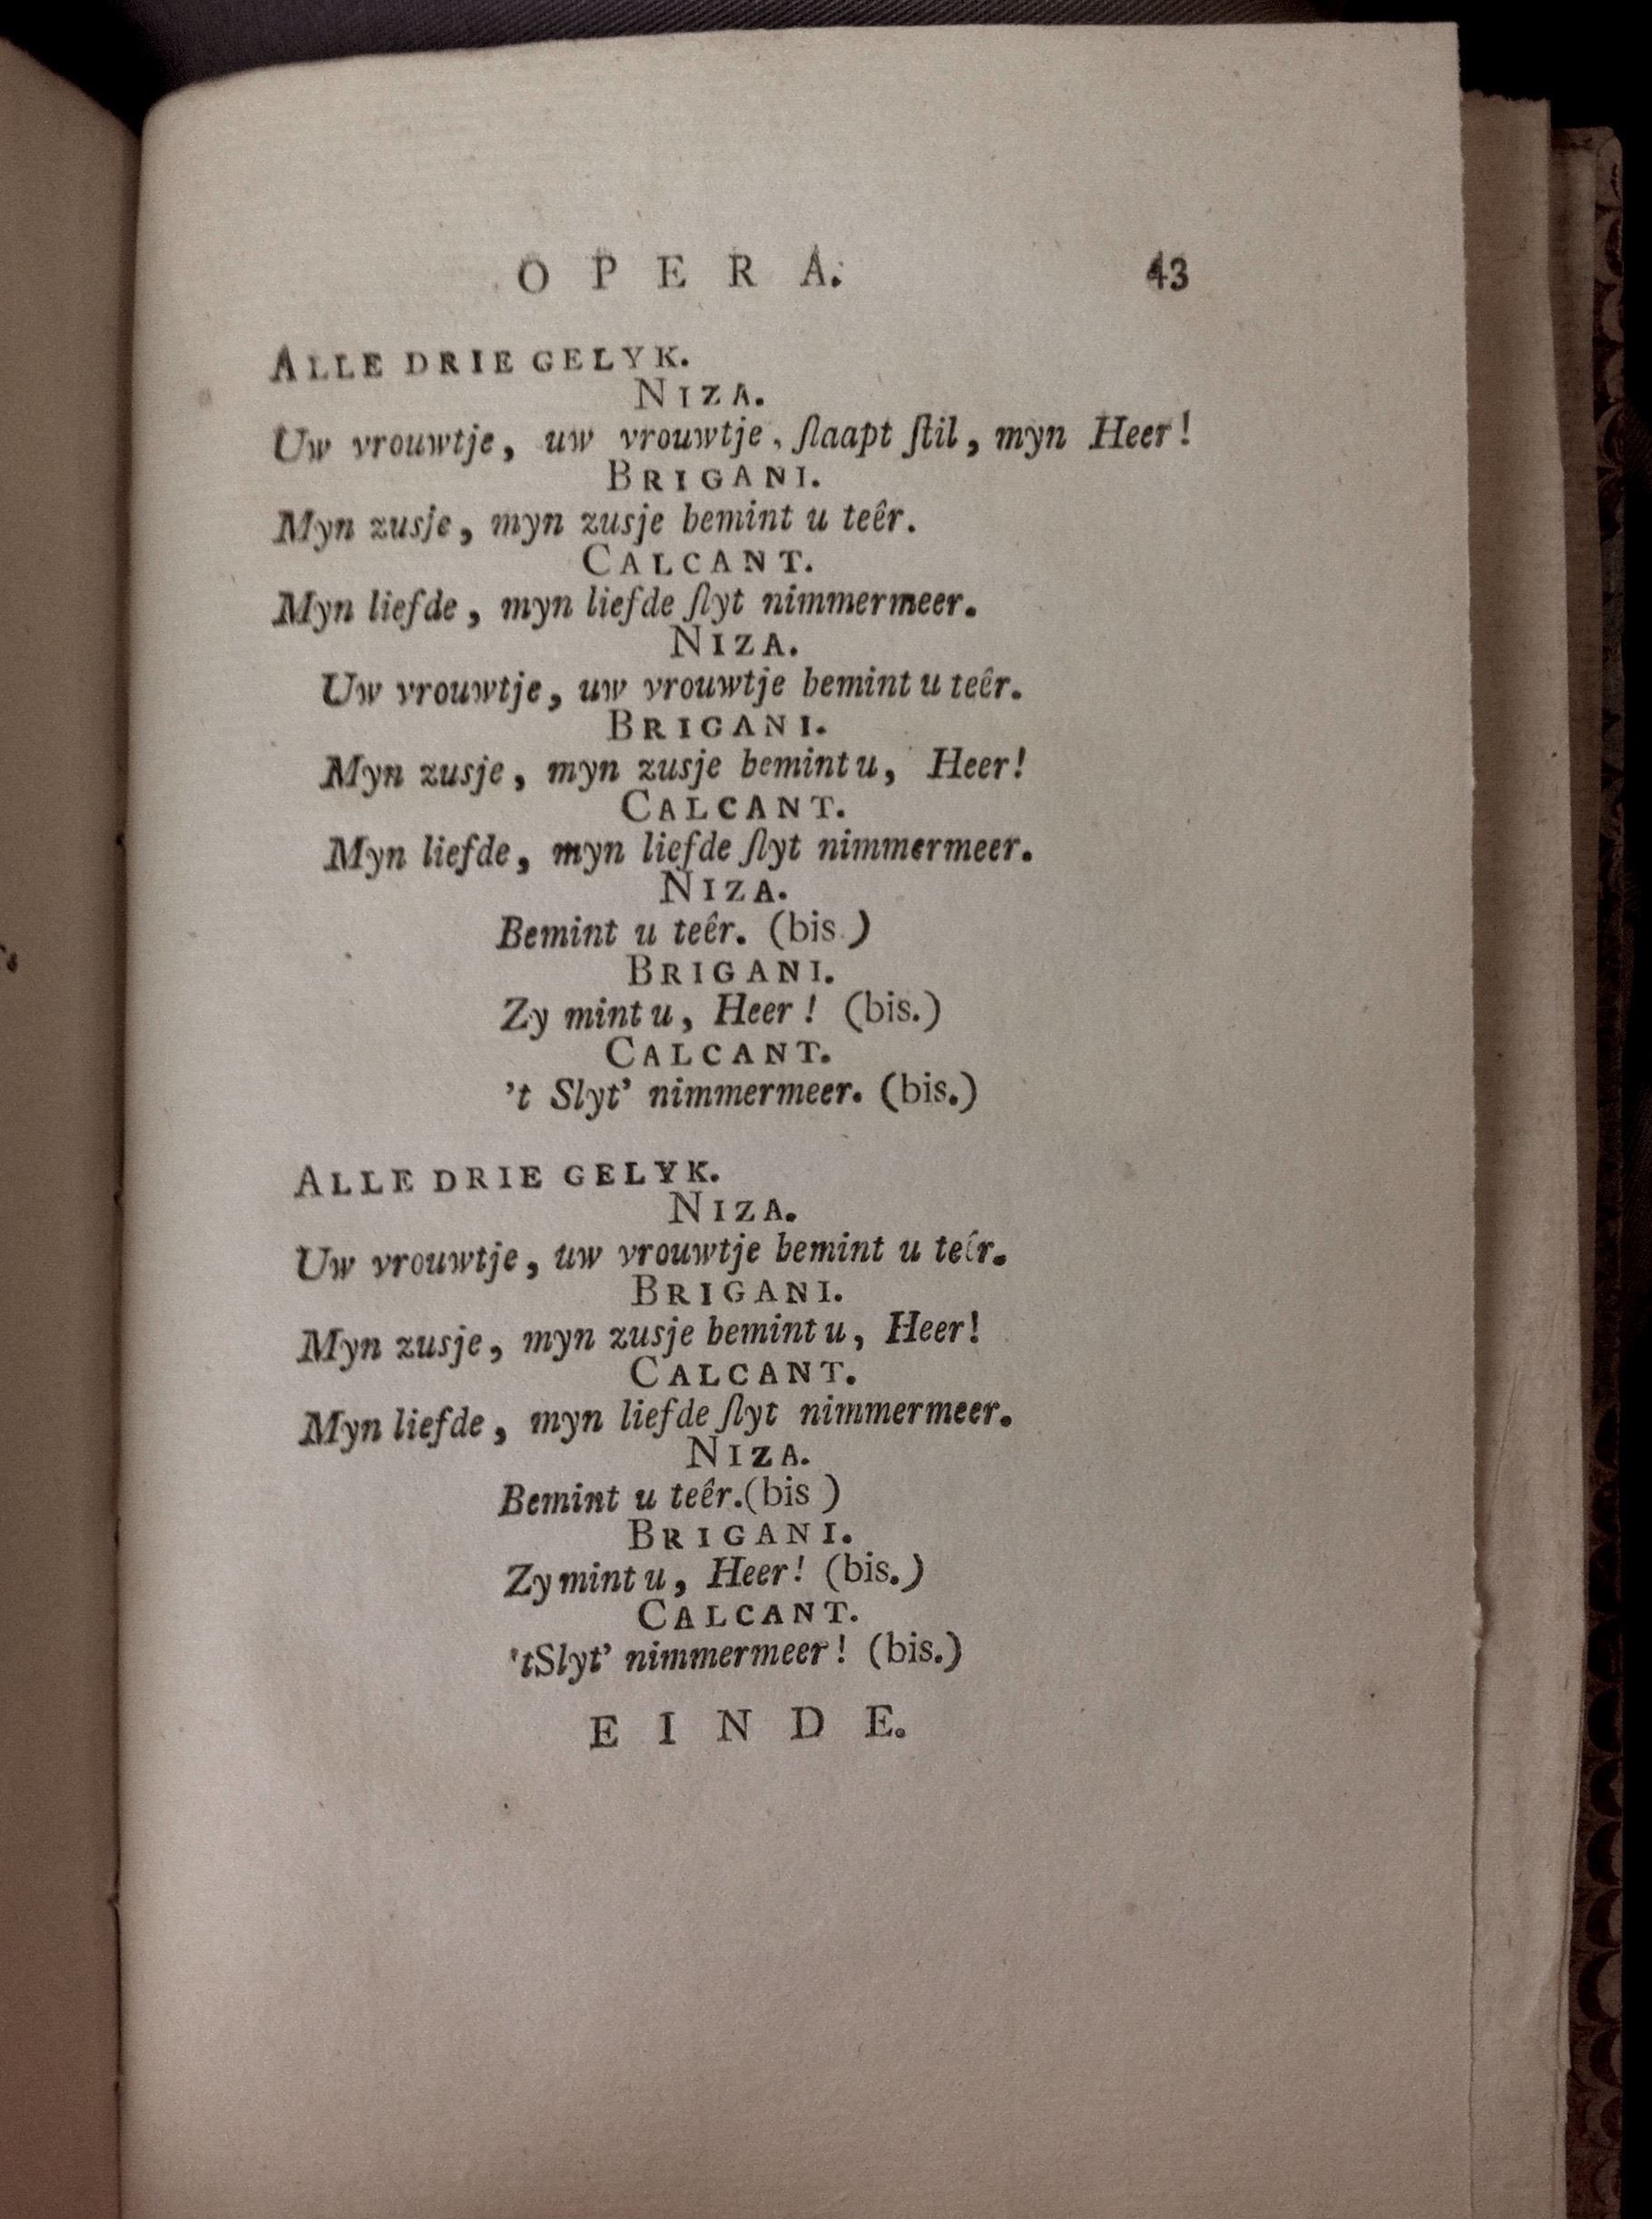 OPERA. 43
ALLE DRIE GELYK.
NIZA.
Uw vrouwtje, uw vrouwtje, ſlaapt ſtil, myn Heer!
BRIGANI.
Myn zusje, myn zusje bemint u teêr.
CALCANT.
Myn liefde, myn liefde ſlyt nimmermeer.
NIZA.
Uw vrouwtje, uw vrouwtje bemint u teêr.
BRIGANI.
Myn zusje, myn zusje bemint u, Heer!
CALCANT.
Myn liefde, myn liefde ſlyt nimmermeer.
NIZA.
Bemint u teêr. (bis.)
BRIGANI.
Zy mint u, Heer! (bis.)
CALCANT.
't Slyt' nimmermeer. (bis.)
ALLE DRIE GELYK.
NIZA.
Uw vrouwtje, uw vrouwtje bemint u teêr.
BRIGANI.
Myn zusje, myn zusje bemint u, Heer!
CALCANT.
Myn liefde, myn liefde ſlyt nimmermeer.
NIZA.
Bemint u teêr.(bis )
BRIGANI.
Zy mint u, Heer! (bis.)
CALCANT.
'tSlyt' nimmermeer! (bis.)
EINDE.